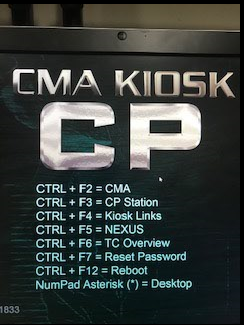 CMA KIOSK
CP
CTRL + F2 = CMA
CTRL + F3 = CP Station
CTRL + F4 = Kiosk Links
CTRL + F5 = NEXUS
CTRL + F6 = TC Overview
CTRL + F7 = Reset Password
CTRL + F12 = Reboot
NumPad Asterisk (*) = Desktop
1833